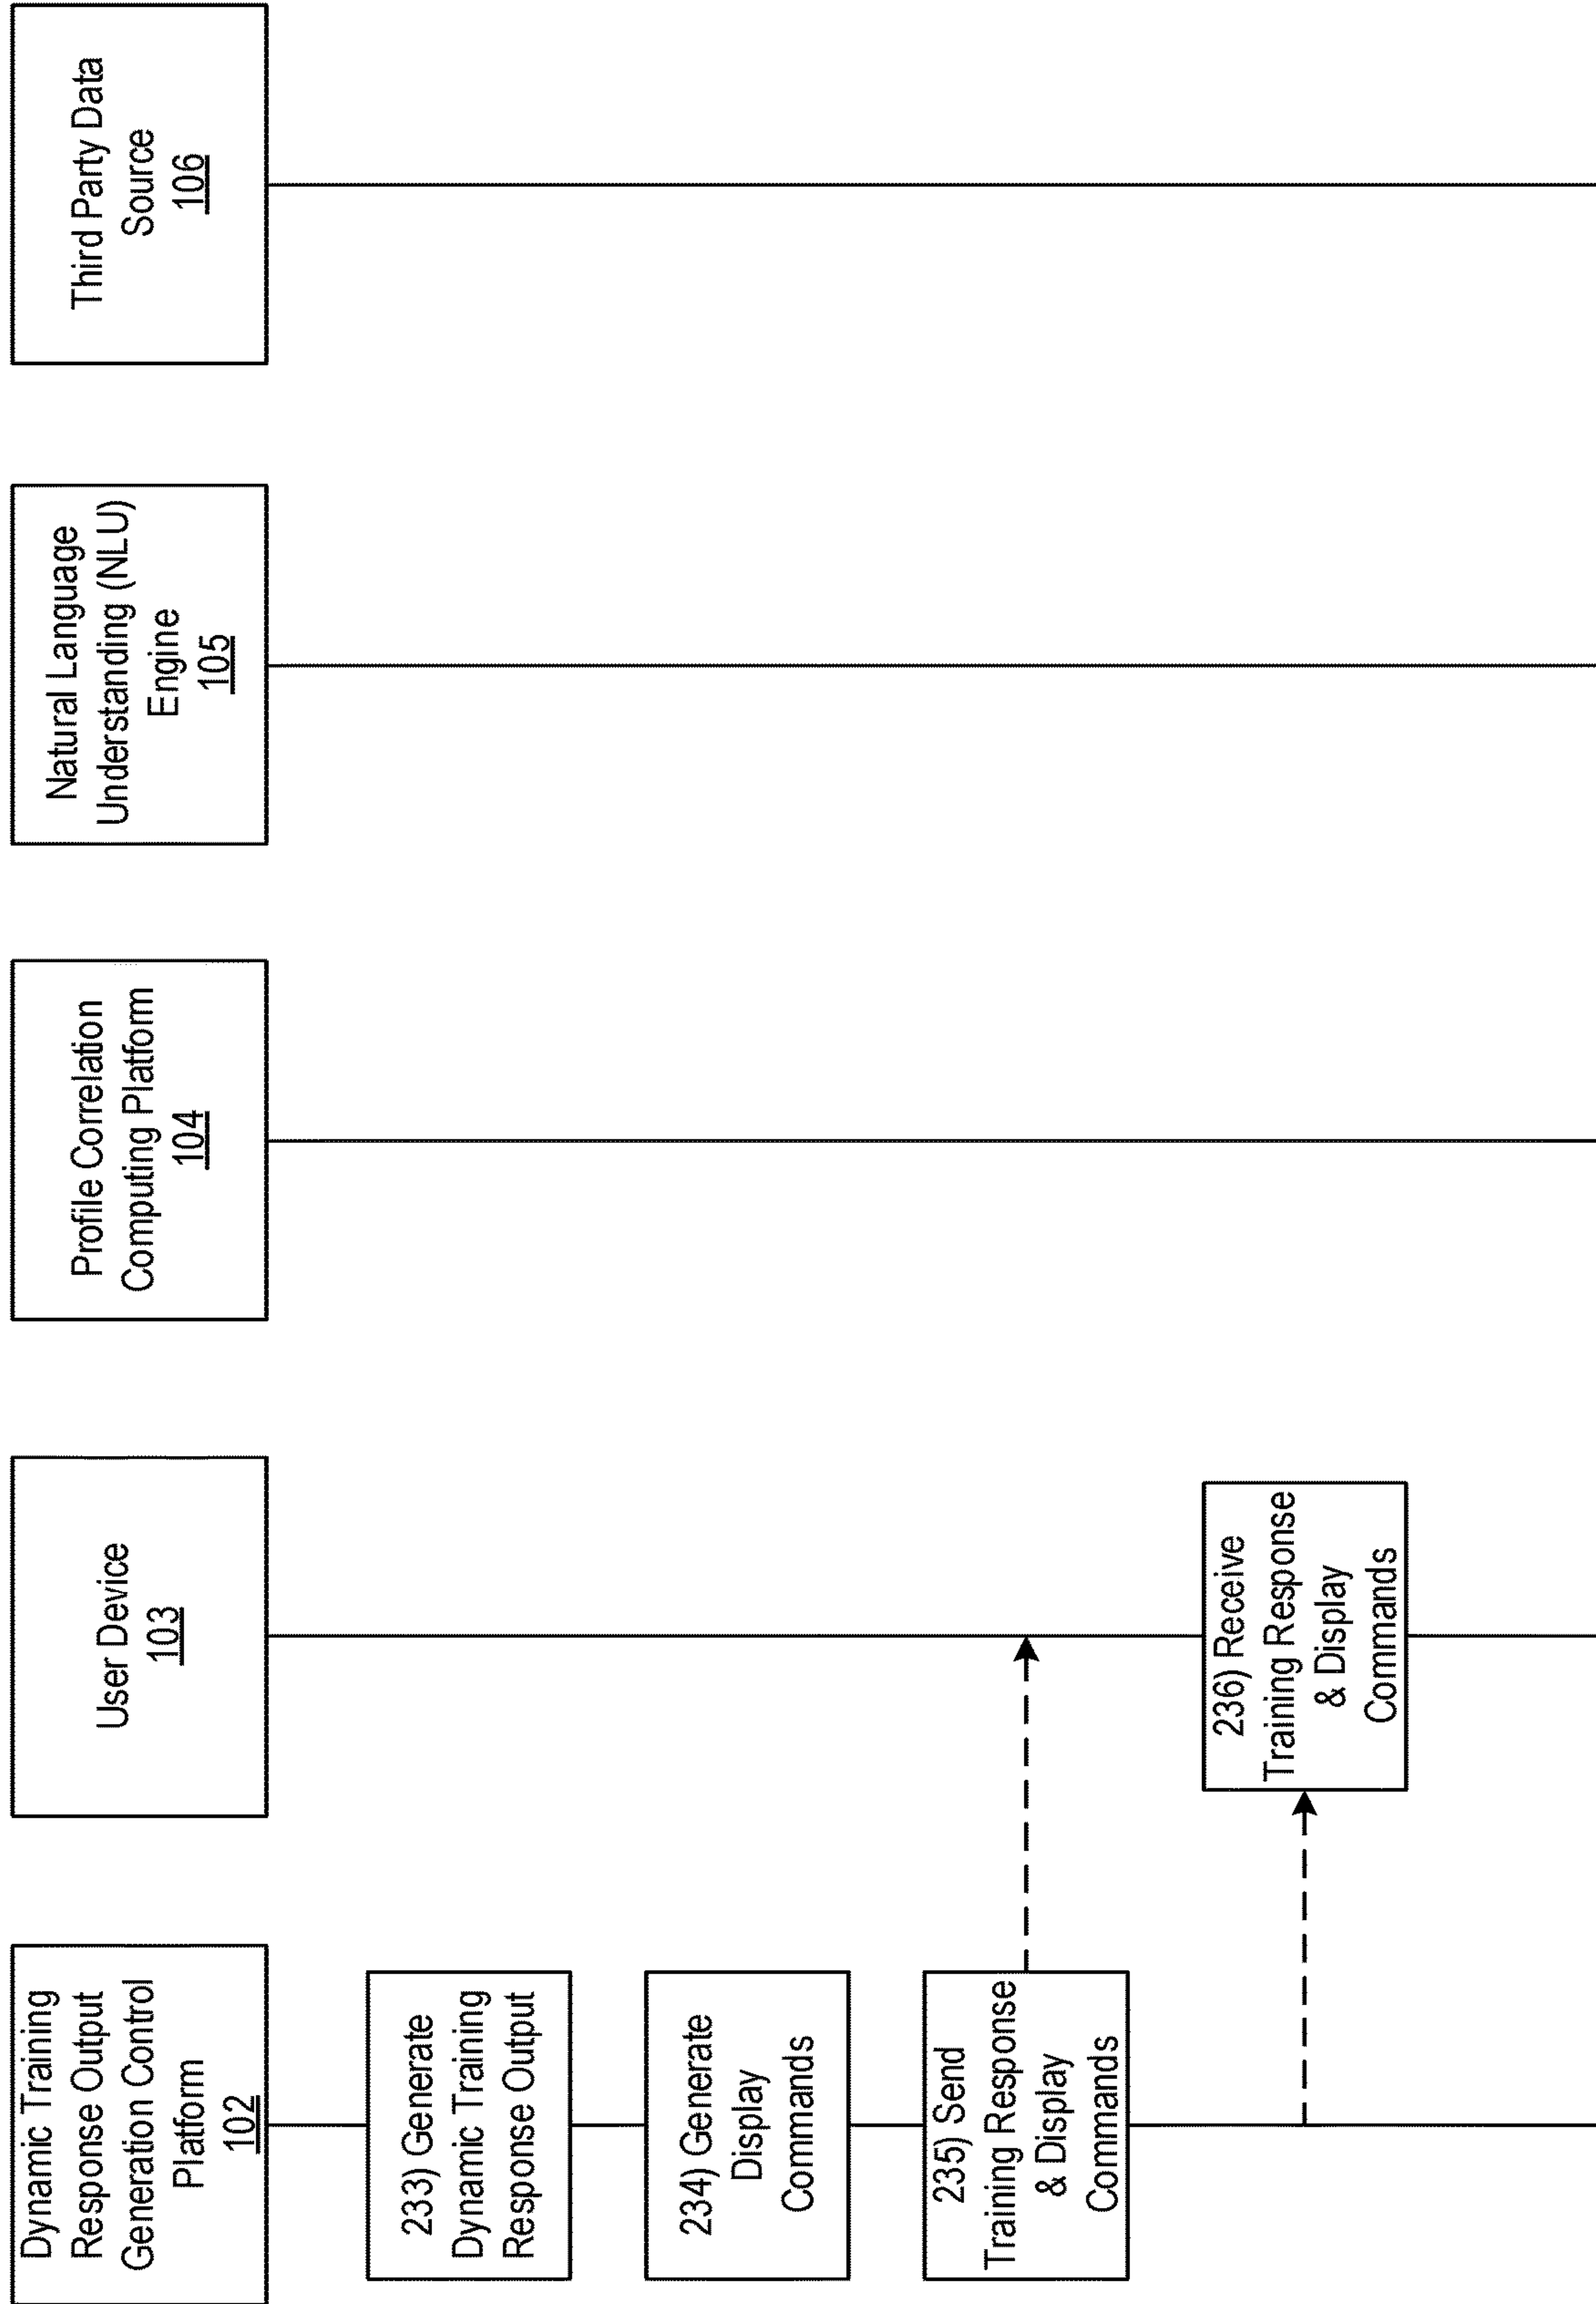 Dynamic Training
Response Output
Generation Control
Platform
102
User Device
103
Profile Correlation
Computing Platform
104
Natural Language
Understanding (NLU)
Engine
105
Third Party Data
Source
106
233) Generate
Dynamic Training
Response Output
234) Generate
Display
Commands
235) Send
Training Response
& Display
Commands
236) Receive
Training Response
& Display
Commands